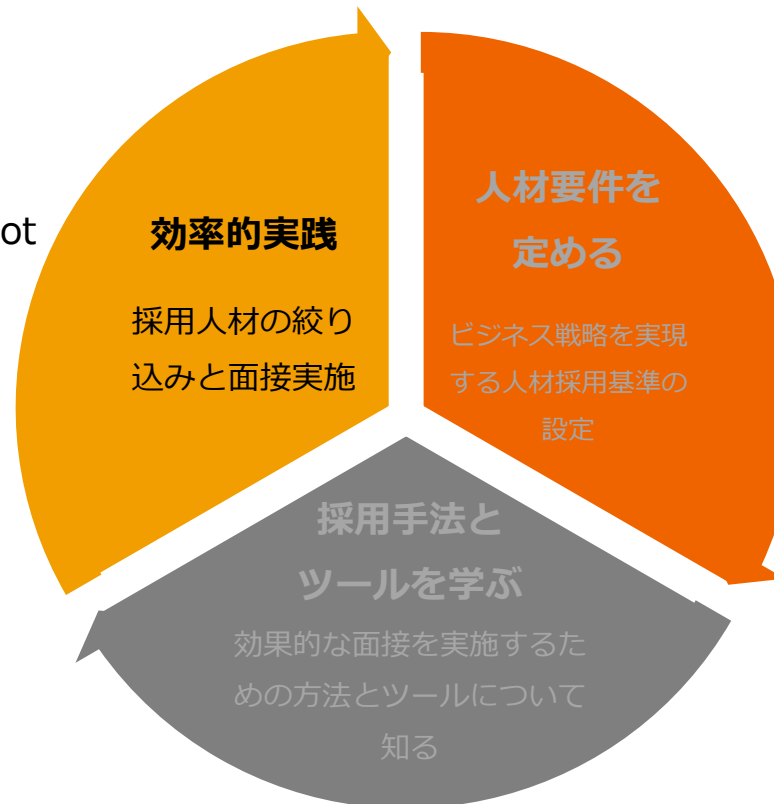 人材要件を
定める
ビジネス戦略を実現
する人材採用基準の
設定
採用手法と
ツールを学ぶ
効果的な面接を実施するた
めの方法とツールについて
知る
ot
効率的実践
採用人材の絞り
込みと面接実施